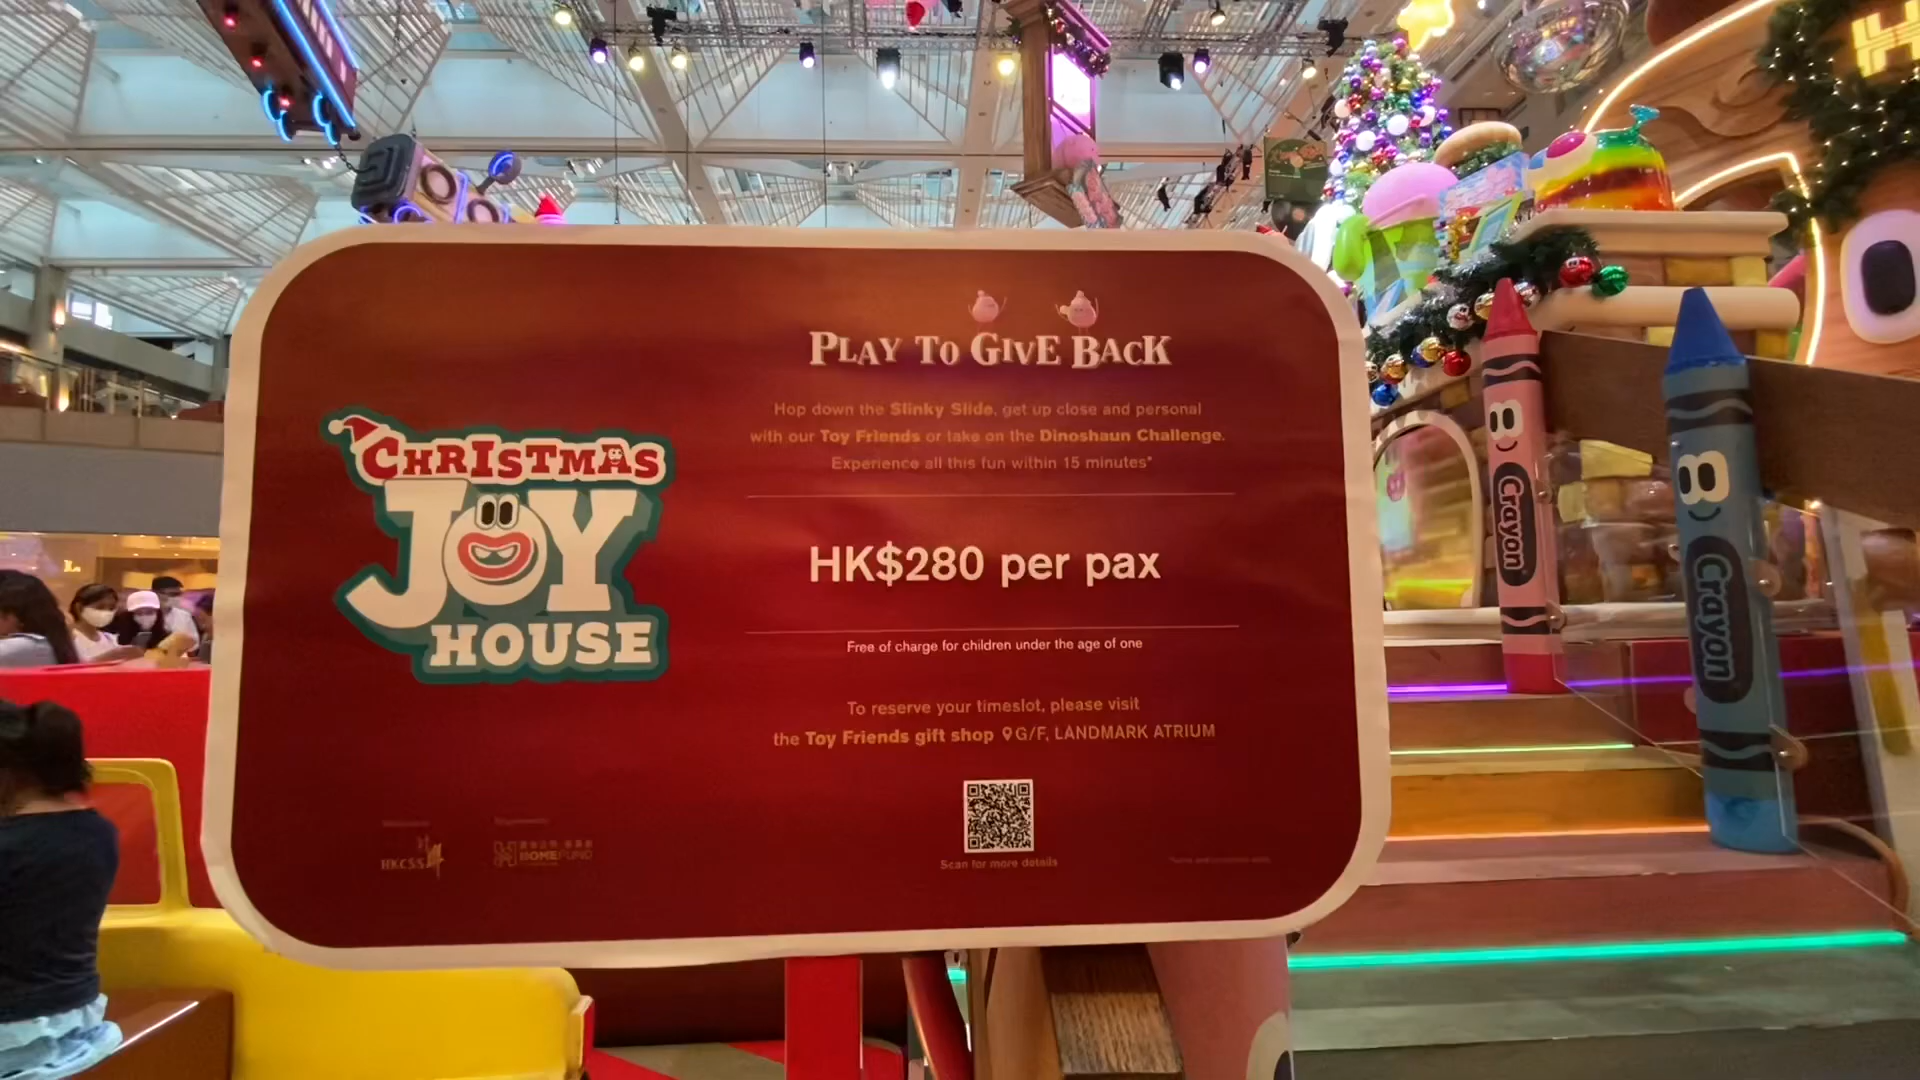 PLAY TO GIVE BACK
Hop down the Slinky Slide, get up close and personal
with our Toy Friends or take on the Dinoshaun Challenge.
Experience all this fun within 15 minutes*
CHRISTMAS
JOY
HOUSE
HK$280 per pax
Free of charge for children under the age of one
To reserve your timeslot, please visit
the Toy Friends gift shop G/F, LANDMARK ATRIUM
HKCSS
HOMEFUND
Scan for more details
Crayon
Crayon